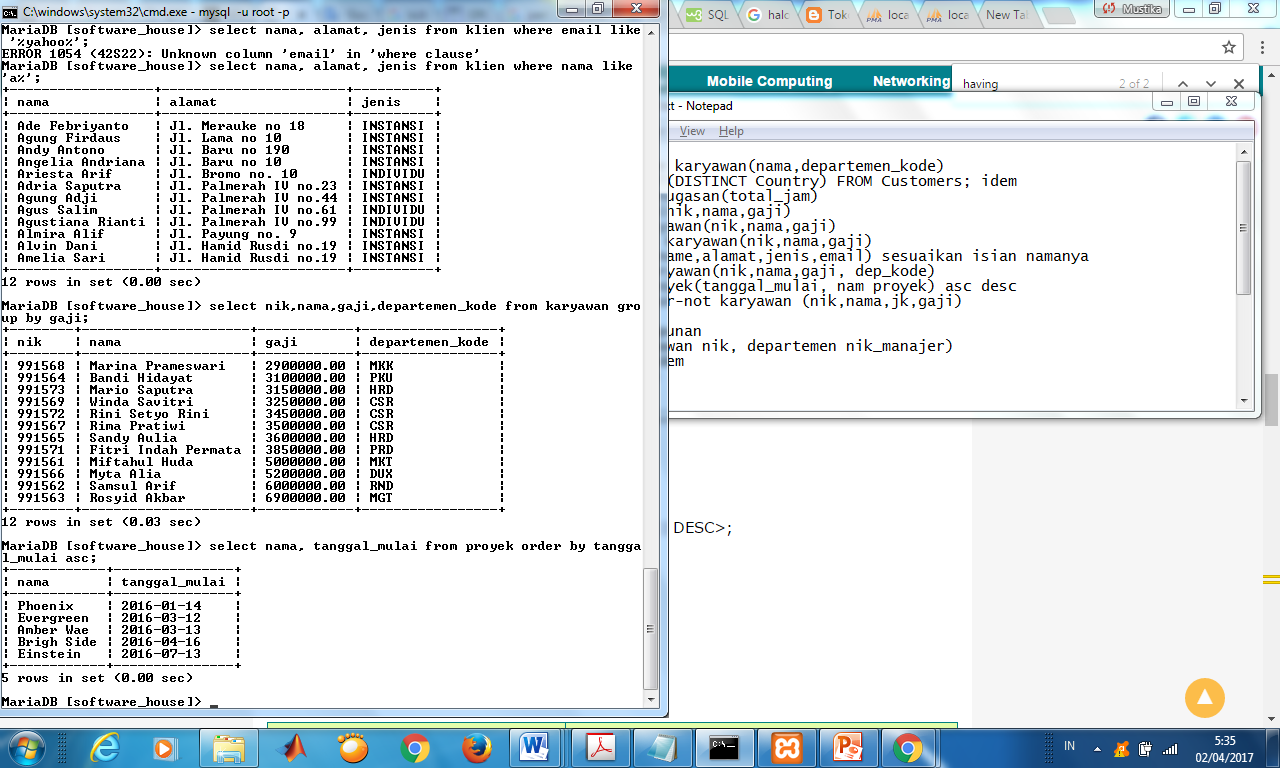 C:\windows\system32\cmd.exe - mysql -u root -p
MariaDB [software_house]> select nama, alamat, jenis from klien where email like
'%yahoo%';
ERROR 1054 (42S22): Unknown column 'email' in 'where clause'
MariaDB [software_house]> select nama, alamat, jenis from klien where nama like
'a%';
+------------------+-----------------------+----------+
| nama | alamat | jenis |
+------------------+-----------------------+----------+
| Ade Febriyanto | Jl. Merauke no 18 | INSTANSI |
| Agung Firdaus | Jl. Lama no 10 | INSTANSI |
| Andy Antono | Jl. Baru no 190 | INSTANSI |
| Angelia Andriana | Jl. Baru no 10 | INSTANSI |
| Ariesta Arif | Jl. Bromo no. 10 | INDIVIDU |
| Adria Saputra | Jl. Palmerah IV no.23 | INSTANSI |
| Agung Adji | Jl. Palmerah IV no.44 | INSTANSI |
| Agus Salim | Jl. Palmerah IV no.61 | INDIVIDU |
| Agustiana Rianti | Jl. Palmerah IV no.99 | INDIVIDU |
| Almira Alif | Jl. Payung no. 9 | INSTANSI |
| Alvin Dani | Jl. Hamid Rusdi no.19 | INSTANSI |
| Amelia Sari | Jl. Hamid Rusdi no.19 | INSTANSI |
+------------------+-----------------------+----------+
12 rows in set (0.00 sec)
MariaDB [software_house]> select nik,nama,gaji,departemen_kode from karyawan gro
up by gaji;
+--------+----------------------+------------+-----------------+
| nik | nama | gaji | departemen_kode |
+--------+----------------------+------------+-----------------+
| 991568 | Marina Prameswari | 2900000.00 | MKK |
| 991564 | Bandi Hidayat | 3100000.00 | PKU |
| 991573 | Mario Saputra | 3150000.00 | HRD |
| 991569 | Winda Savitri | 3250000.00 | CSR |
| 991572 | Rini Setyo Rini | 3450000.00 | CSR |
| 991567 | Rima Pratiwi | 3500000.00 | CSR |
| 991565 | Sandy Aulia | 3600000.00 | HRD |
| 991571 | Fitri Indah Permata | 3850000.00 | PRD |
| 991561 | Miftahul Huda | 5000000.00 | MKT |
| 991566 | Myta Alia | 5200000.00 | DUX |
| 991562 | Samsul Arif | 6000000.00 | RND |
| 991563 | Rosyid Akbar | 6900000.00 | MGT |
+--------+----------------------+------------+-----------------+
12 rows in set (0.03 sec)
MariaDB [software_house]> select nama, tanggal_mulai from proyek order by tangga
l_mulai asc;
+------------+---------------+
| nama | tanggal_mulai |
+------------+---------------+
| Phoenix | 2016-01-14 |
| Evergreen | 2016-03-12 |
| Amber Wae | 2016-03-13 |
| Brigh Side | 2016-04-16 |
| Einstein | 2016-07-13 |
+------------+---------------+
5 rows in set (0.00 sec)
MariaDB [software_house]> _
SQL
halo
Tok
loca
loca
New Tal
Mustika
Mobile Computing Networking
having 2 of 2
- Notepad
View Help
karyawan(nama,departemen_kode)
(DISTINCT Country) FROM Customers; idem
ugasan(total_jam)
nik,nama,gaji)
awan(nik,nama,gaji)
karyawan(nik,nama,gaji)
ame,alamat,jenis,email) sesuaikan isian namanya
yawan(nik,nama,gaji, dep_kode)
yek(tanggal_mulai, nam proyek) asc desc
r-not karyawan (nik,nama,jk,gaji)
unan
wan nik, departemen nik_manajer)
em
DESC>;
IN
5:35
02/04/2017